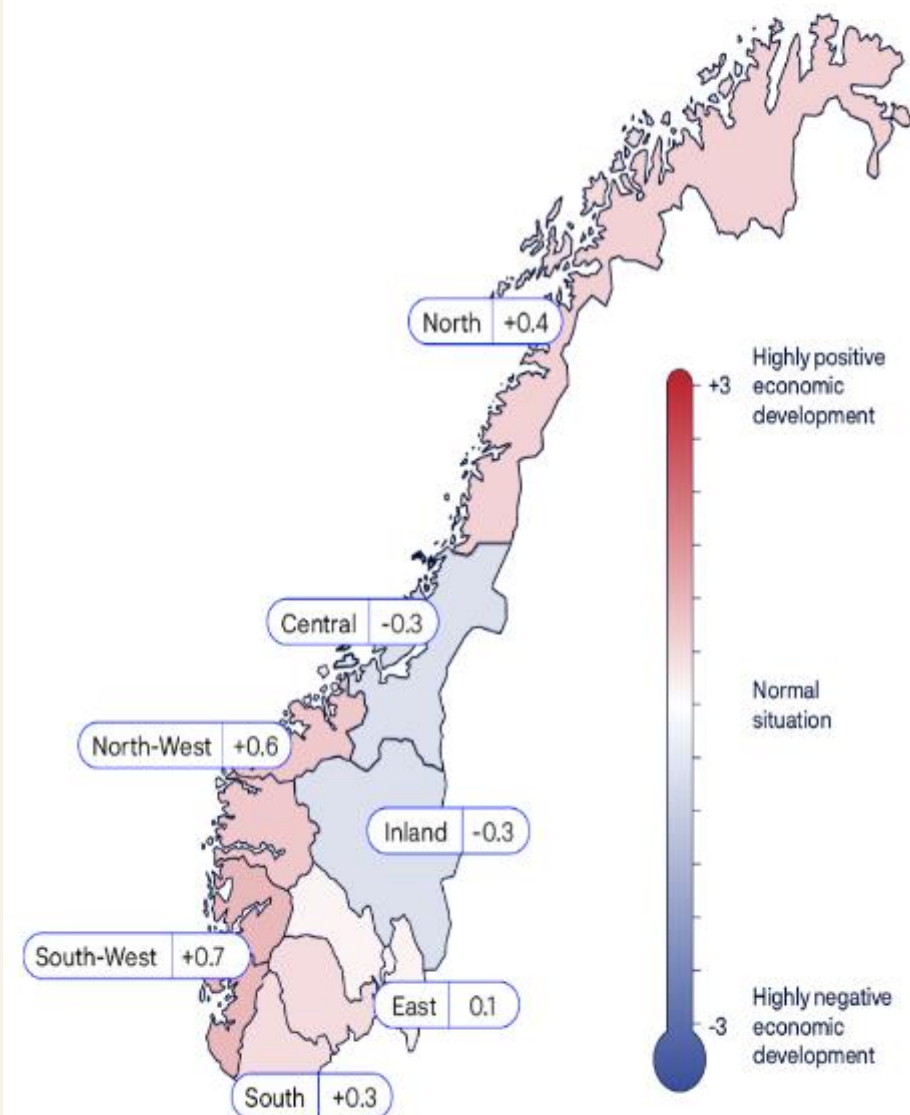 North +0.4
+3
Highly positive
economic
development
Central -0.3
Normal
situation
North-West +0.6
Inland -0.3
South-West +0.7
East 0.1
-3
Highly negative
economic
development
South +0.3